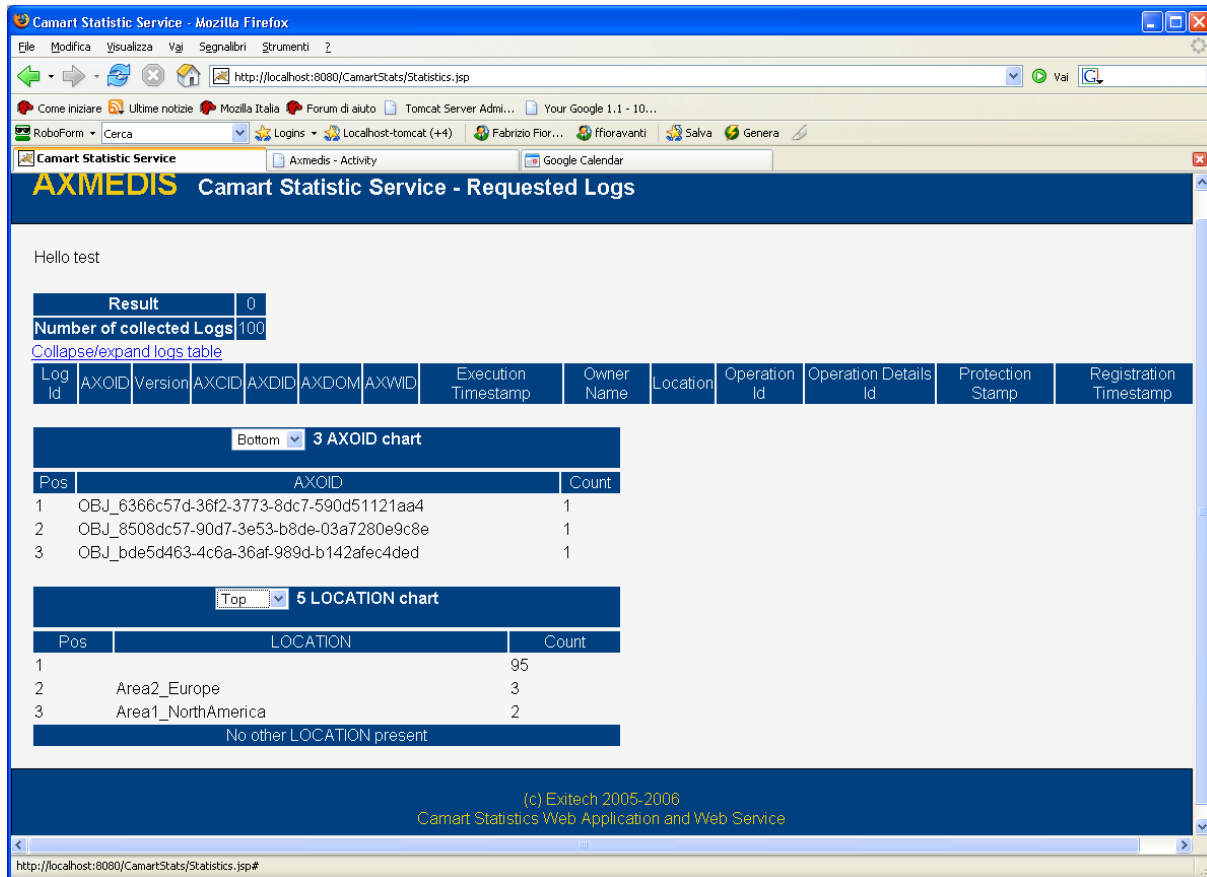 Camart Statistic Service - Mozilla Firefox
File Modifica Visualizza Vai Segnalibri Strumenti ?
http://localhost:8080/CamartStats/Statistics.jsp Vai G
Come iniziare Ultime notizie Mozilla Italia Forum di aiuto Tomcat Server Admi... Your Google 1.1 - 10...
RoboForm Cerca Logins Localhost-tomcat (+4) Fabrizio Fior... ffioravanti Salva Genera
Camart Statistic Service Axmedis - Activity Google Calendar
AXMEDIS Camart Statistic Service - Requested Logs
Hello test
Result 0
Number of collected Logs 100
Collapse/expand logs table
Log Id AXOID Version AXCID AXDID AXDOM AXWID Execution Timestamp Owner Name Location Operation Id Operation Details Id Protection Stamp Registration Timestamp
Bottom 3 AXOID chart
Pos AXOID Count
1 OBJ_6366c57d-36f2-3773-8dc7-590d51121aa4 1
2 OBJ_8508dc57-90d7-3e53-b8de-03a7280e9c8e 1
3 OBJ_bde5d463-4c6a-36af-989d-b142afec4ded 1
Top 5 LOCATION chart
Pos LOCATION Count
1 95
2 Area2_Europe 3
3 Area1_NorthAmerica 2
No other LOCATION present
(c) Exitech 2005-2006
Camart Statistics Web Application and Web Service
http://localhost:8080/CamartStats/Statistics.jsp#